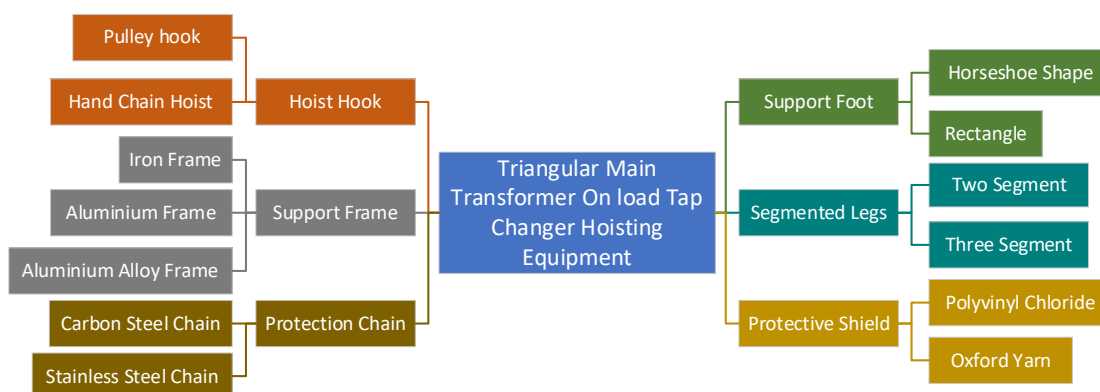 Pulley hook
Hand Chain Hoist
Hoist Hook
Iron Frame
Aluminium Frame
Support Frame
Aluminium Alloy Frame
Carbon Steel Chain
Protection Chain
Stainless Steel Chain
Triangular Main
Transformer On load Tap
Changer Hoisting
Equipment
Support Foot
Horseshoe Shape
Rectangle
Segmented Legs
Two Segment
Three Segment
Protective Shield
Polyvinyl Chloride
Oxford Yarn